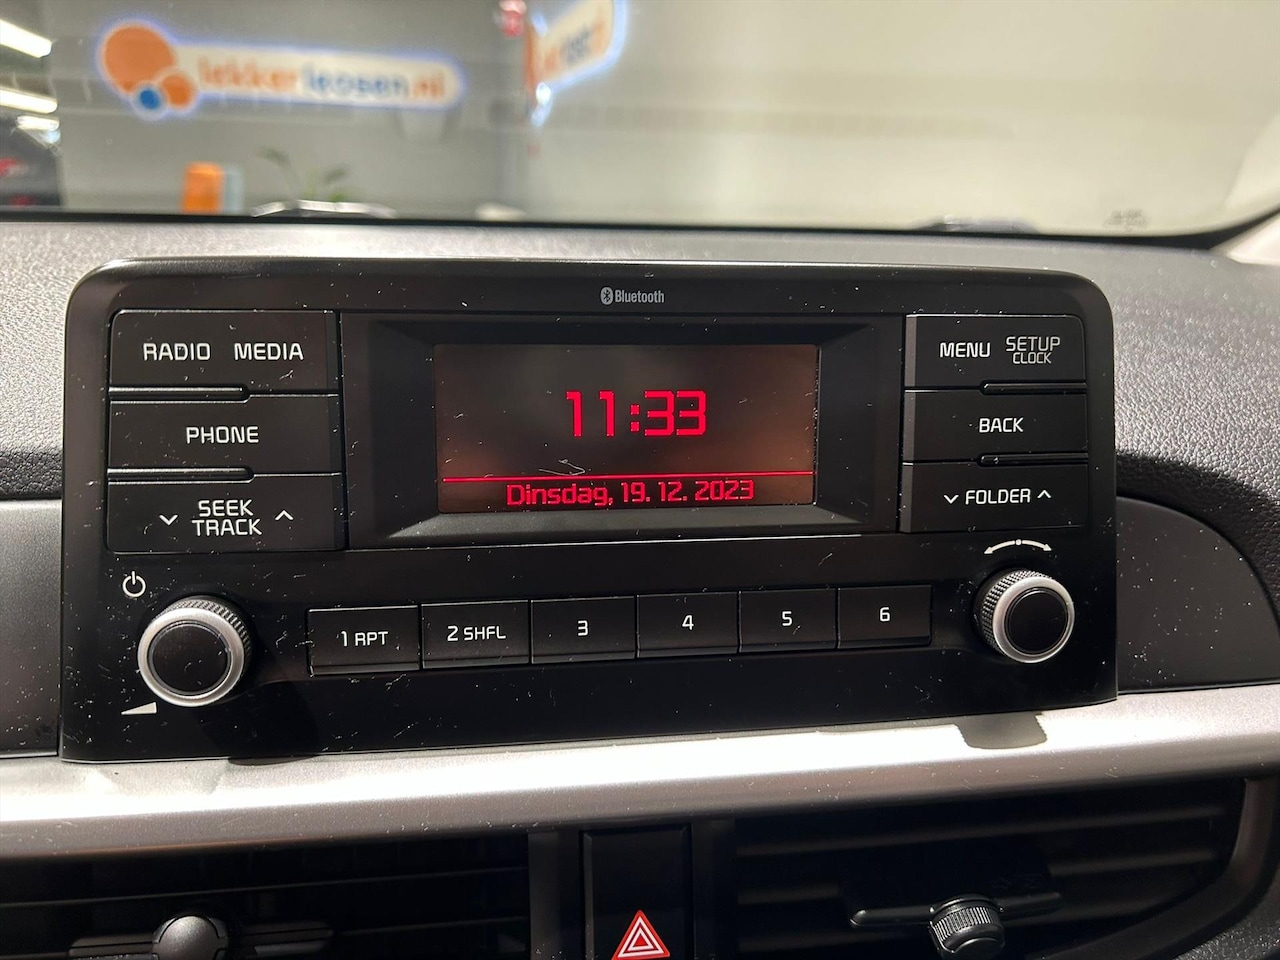 lekkerleasen.nl
Bluetooth
RADIO MEDIA
PHONE
SEEK
TRACK
11:33
Dinsdag, 19. 12. 2023
MENU SETUP
CLOCK
BACK
FOLDER
1 RPT 2 SHFL 3 4 5 6